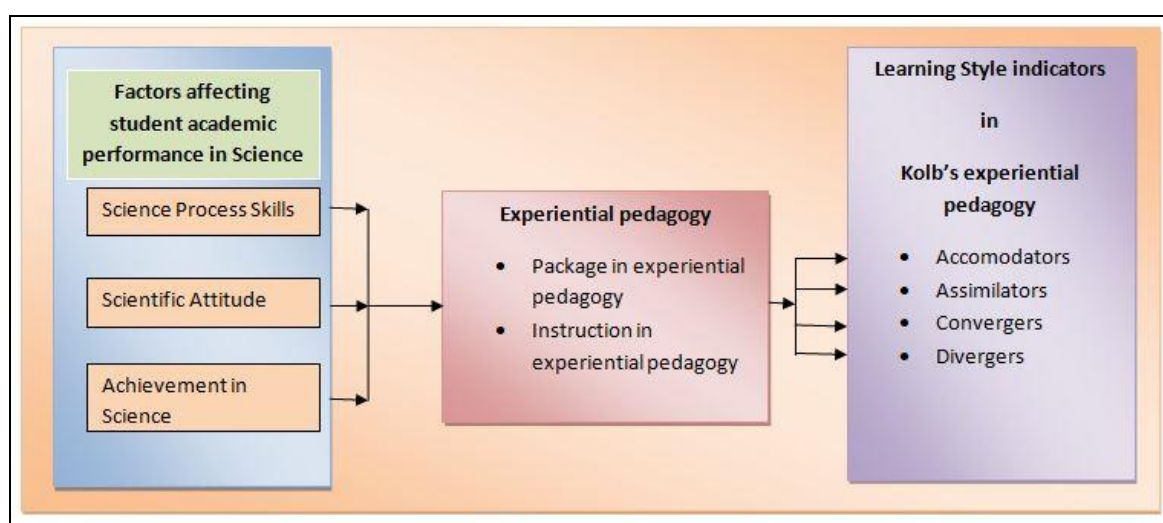 Factors affecting
student academic
performance in Science
Science Process Skills
Scientific Attitude
Achievement in
Science
Experiential pedagogy
• Package in experiential
pedagogy
• Instruction in
experiential pedagogy
Learning Style indicators
in
Kolb's experiential
pedagogy
• Accomodators
• Assimilators
• Convergers
• Divergers